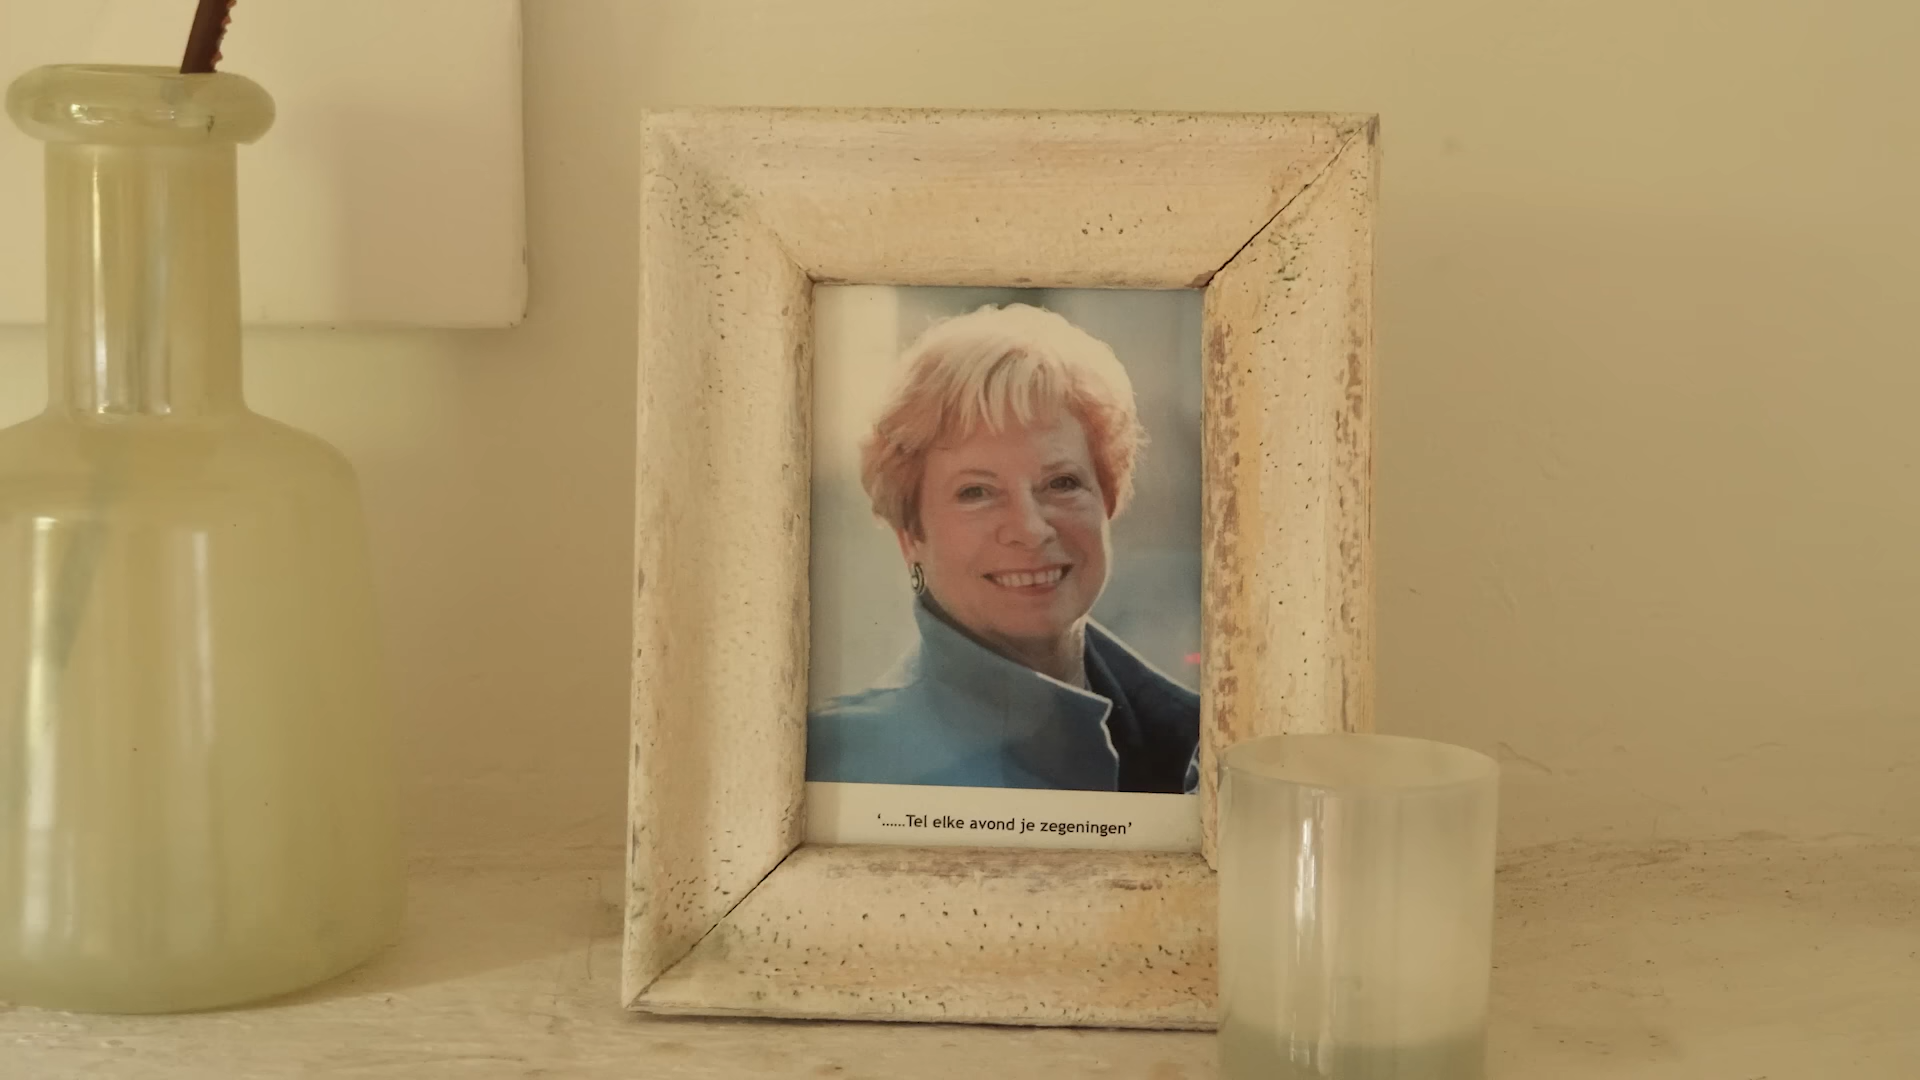 ‘......Tel elke avond je zegeningen’